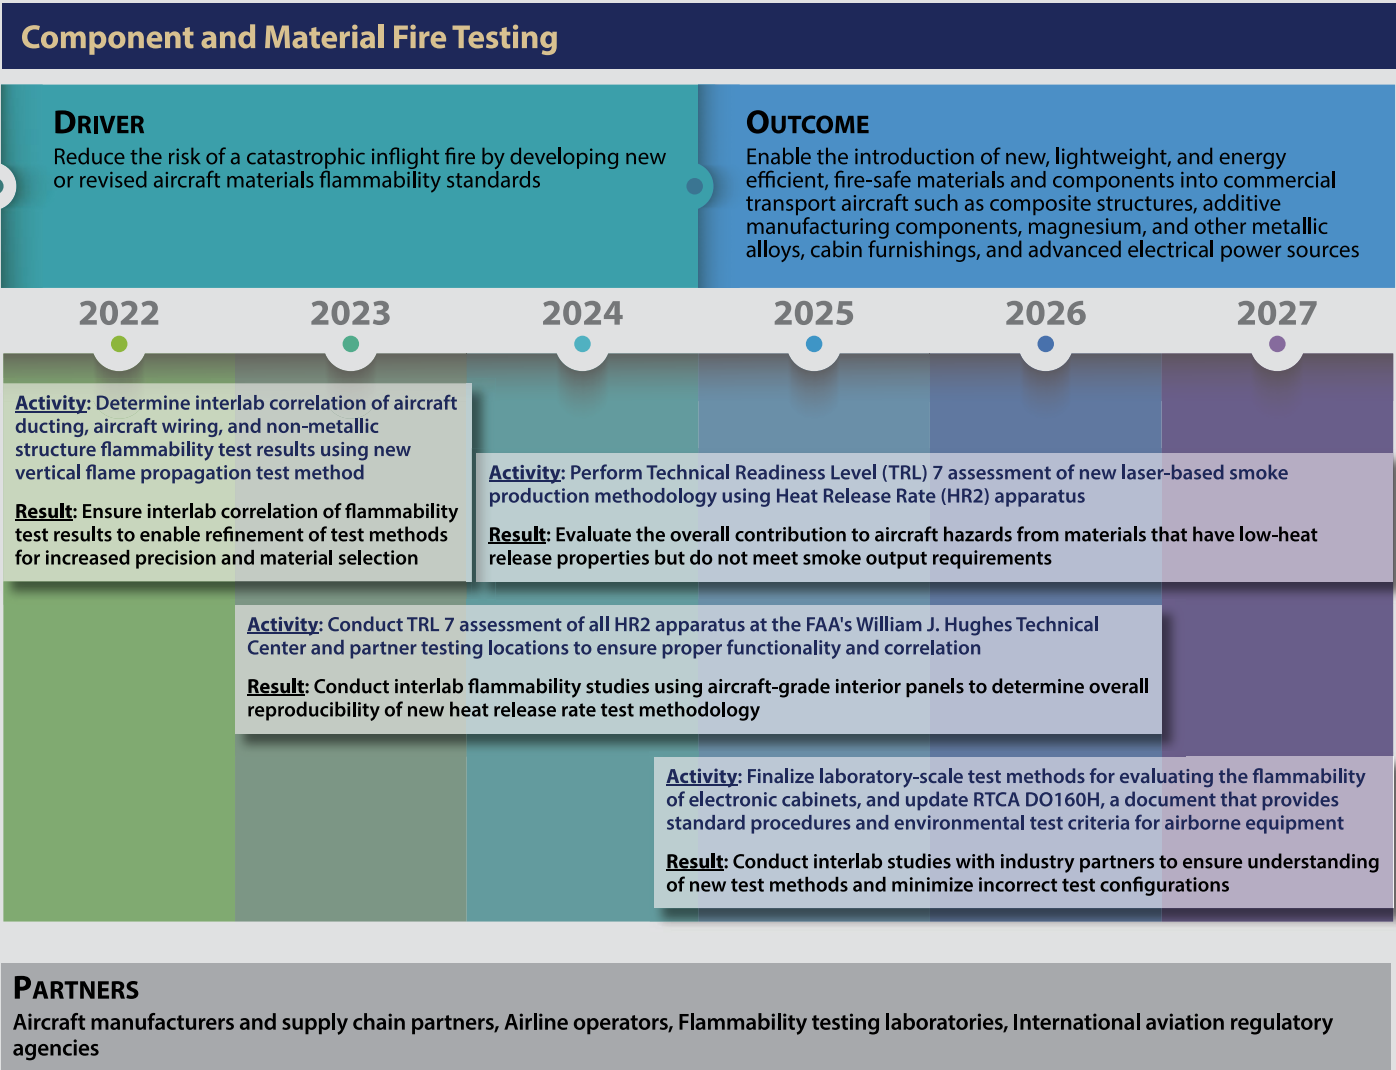 Component and Material Fire Testing
DRIVER
Reduce the risk of a catastrophic inflight fire by developing new
or revised aircraft materials flammability standards
OUTCOME
Enable the introduction of new, lightweight, and energy
efficient, fire-safe materials and components into commercial
transport aircraft such as composite structures, additive
manufacturing components, magnesium, and other metallic
alloys, cabin furnishings, and advanced electrical power sources
2022
2023
2024
2025
2026
2027
Activity: Determine interlab correlation of aircraft
ducting, aircraft wiring, and non-metallic
structure flammability test results using new
vertical flame propagation test method
Result: Ensure interlab correlation of flammability
test results to enable refinement of test methods
for increased precision and material selection
Activity: Perform Technical Readiness Level (TRL) 7 assessment of new laser-based smoke
production methodology using Heat Release Rate (HR2) apparatus
Result: Evaluate the overall contribution to aircraft hazards from materials that have low-heat
release properties but do not meet smoke output requirements
Activity: Conduct TRL 7 assessment of all HR2 apparatus at the FAA's William J. Hughes Technical
Center and partner testing locations to ensure proper functionality and correlation
Result: Conduct interlab flammability studies using aircraft-grade interior panels to determine overall
reproducibility of new heat release rate test methodology
Activity: Finalize laboratory-scale test methods for evaluating the flammability
of electronic cabinets, and update RTCA DO160H, a document that provides
standard procedures and environmental test criteria for airborne equipment
Result: Conduct interlab studies with industry partners to ensure understanding
of new test methods and minimize incorrect test configurations
PARTNERS
Aircraft manufacturers and supply chain partners, Airline operators, Flammability testing laboratories, International aviation regulatory
agencies